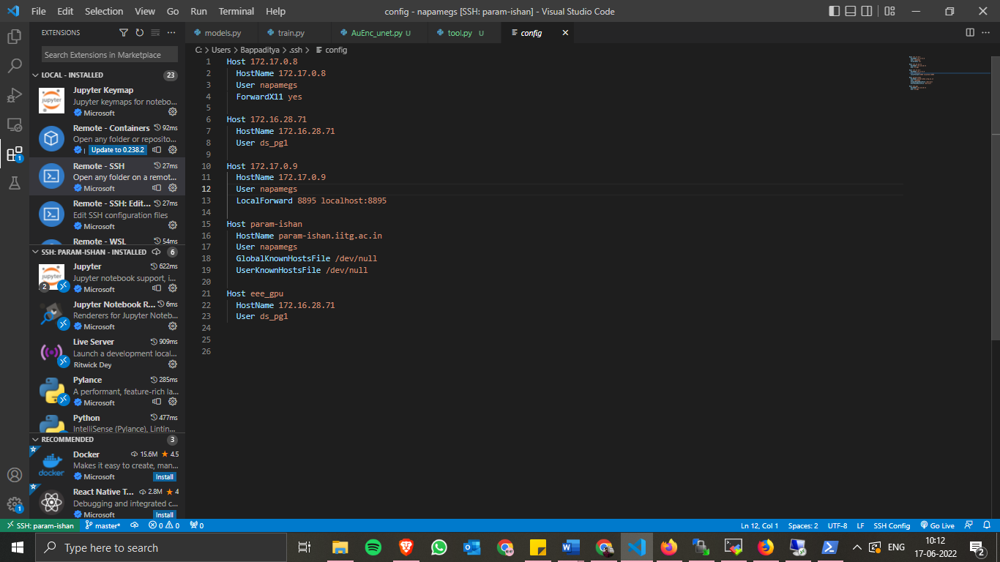 File Edit Selection View Go Run Terminal Help
config - napamegs [SSH: param-ishan] - Visual Studio Code
EXTENSIONS
Search Extensions in Marketplace
LOCAL - INSTALLED 23
Jupyter Keymap
Jupyter keymaps for notebo...
Microsoft
Remote - Containers 92ms
Open any folder or reposito...
Update to 0.238.2
Remote - SSH 27ms
Open any folder on a remot...
Microsoft
Remote - SSH: Edit... 27ms
Edit SSH configuration files
Microsoft
Remote - WSL 54ms
SSH: PARAM-ISHAN - INSTALLED 6
Jupyter 622ms
Jupyter notebook support, i...
2 Microsoft
Jupyter Notebook R... 6ms
Renderers for Jupyter Noteb...
Microsoft
Live Server 909ms
Launch a development local...
Ritwick Dey
Pylance 285ms
A performant, feature-rich la...
Microsoft
Python 477ms
IntelliSense (Pylance), Lintin...
RECOMMENDED 3
Docker 15.6M 4.5
Makes it easy to create, man...
docker Microsoft Install
React Native T... 2.8M 4
Debugging and integrated c...
Microsoft Install
1
1
models.py train.py AuEnc_unet.py U tool.py U config
C: > Users > Bappaditya > .ssh > config
1 Host 172.17.0.8
2 HostName 172.17.0.8
3 User napamegs
4 ForwardX11 yes
5
6 Host 172.16.28.71
7 HostName 172.16.28.71
8 User ds_pg1
9
10 Host 172.17.0.9
11 HostName 172.17.0.9
12 User napamegs
13 LocalForward 8895 localhost:8895
14
15 Host param-ishan
16 HostName param-ishan.iitg.ac.in
17 User napamegs
18 GlobalKnownHostsFile /dev/null
19 UserKnownHostsFile /dev/null
20
21 Host eee_gpu
22 HostName 172.16.28.71
23 User ds_pg1
24
25
26
SSH: param-ishan master* 0 0 0 Ln 12, Col 1 Spaces: 2 UTF-8 LF SSH Config Go Live
Type here to search
ENG
10:12
17-06-2022
2